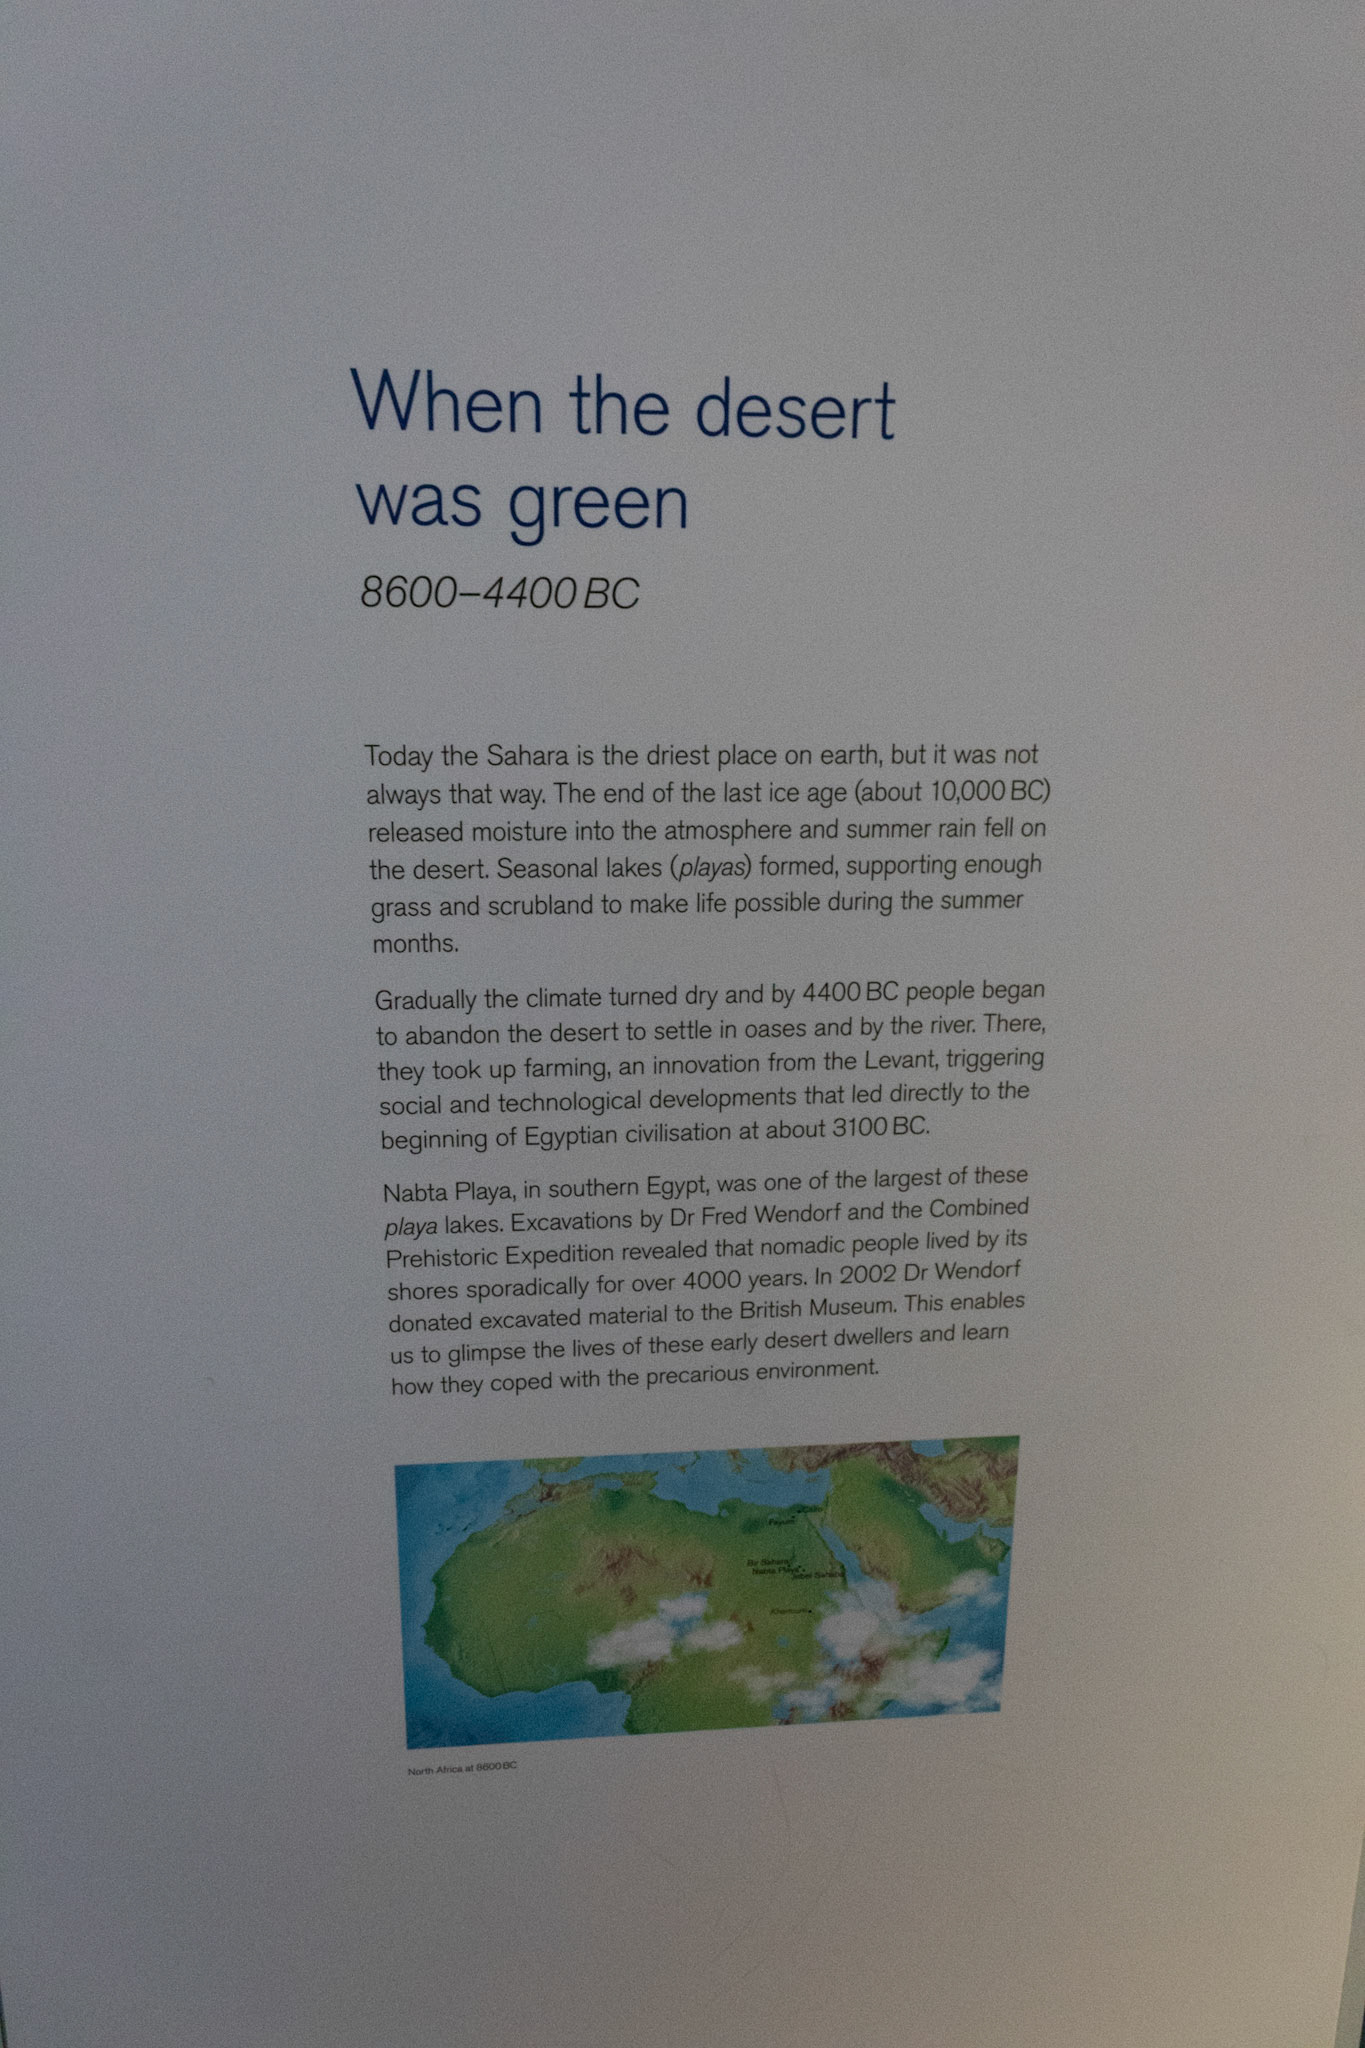 When the desert
was green
8600–4400 BC
Today the Sahara is the driest place on earth, but it was not
always that way. The end of the last ice age (about 10,000 BC)
released moisture into the atmosphere and summer rain fell on
the desert. Seasonal lakes (playas) formed, supporting enough
grass and scrubland to make life possible during the summer
months.
Gradually the climate turned dry and by 4400 BC people began
to abandon the desert to settle in oases and by the river. There,
they took up farming, an innovation from the Levant, triggering
social and technological developments that led directly to the
beginning of Egyptian civilisation at about 3100 BC.
Nabta Playa, in southern Egypt, was one of the largest of these
playa lakes. Excavations by Dr Fred Wendorf and the Combined
Prehistoric Expedition revealed that nomadic people lived by its
shores sporadically for over 4000 years. In 2002 Dr Wendorf
donated excavated material to the British Museum. This enables
us to glimpse the lives of these early desert dwellers and learn
how they coped with the precarious environment.
Cairo
Fayum
Bir Sahara
Nabta Playa
Jebel Sahaba
Khartoum
North Africa at 8600 BC